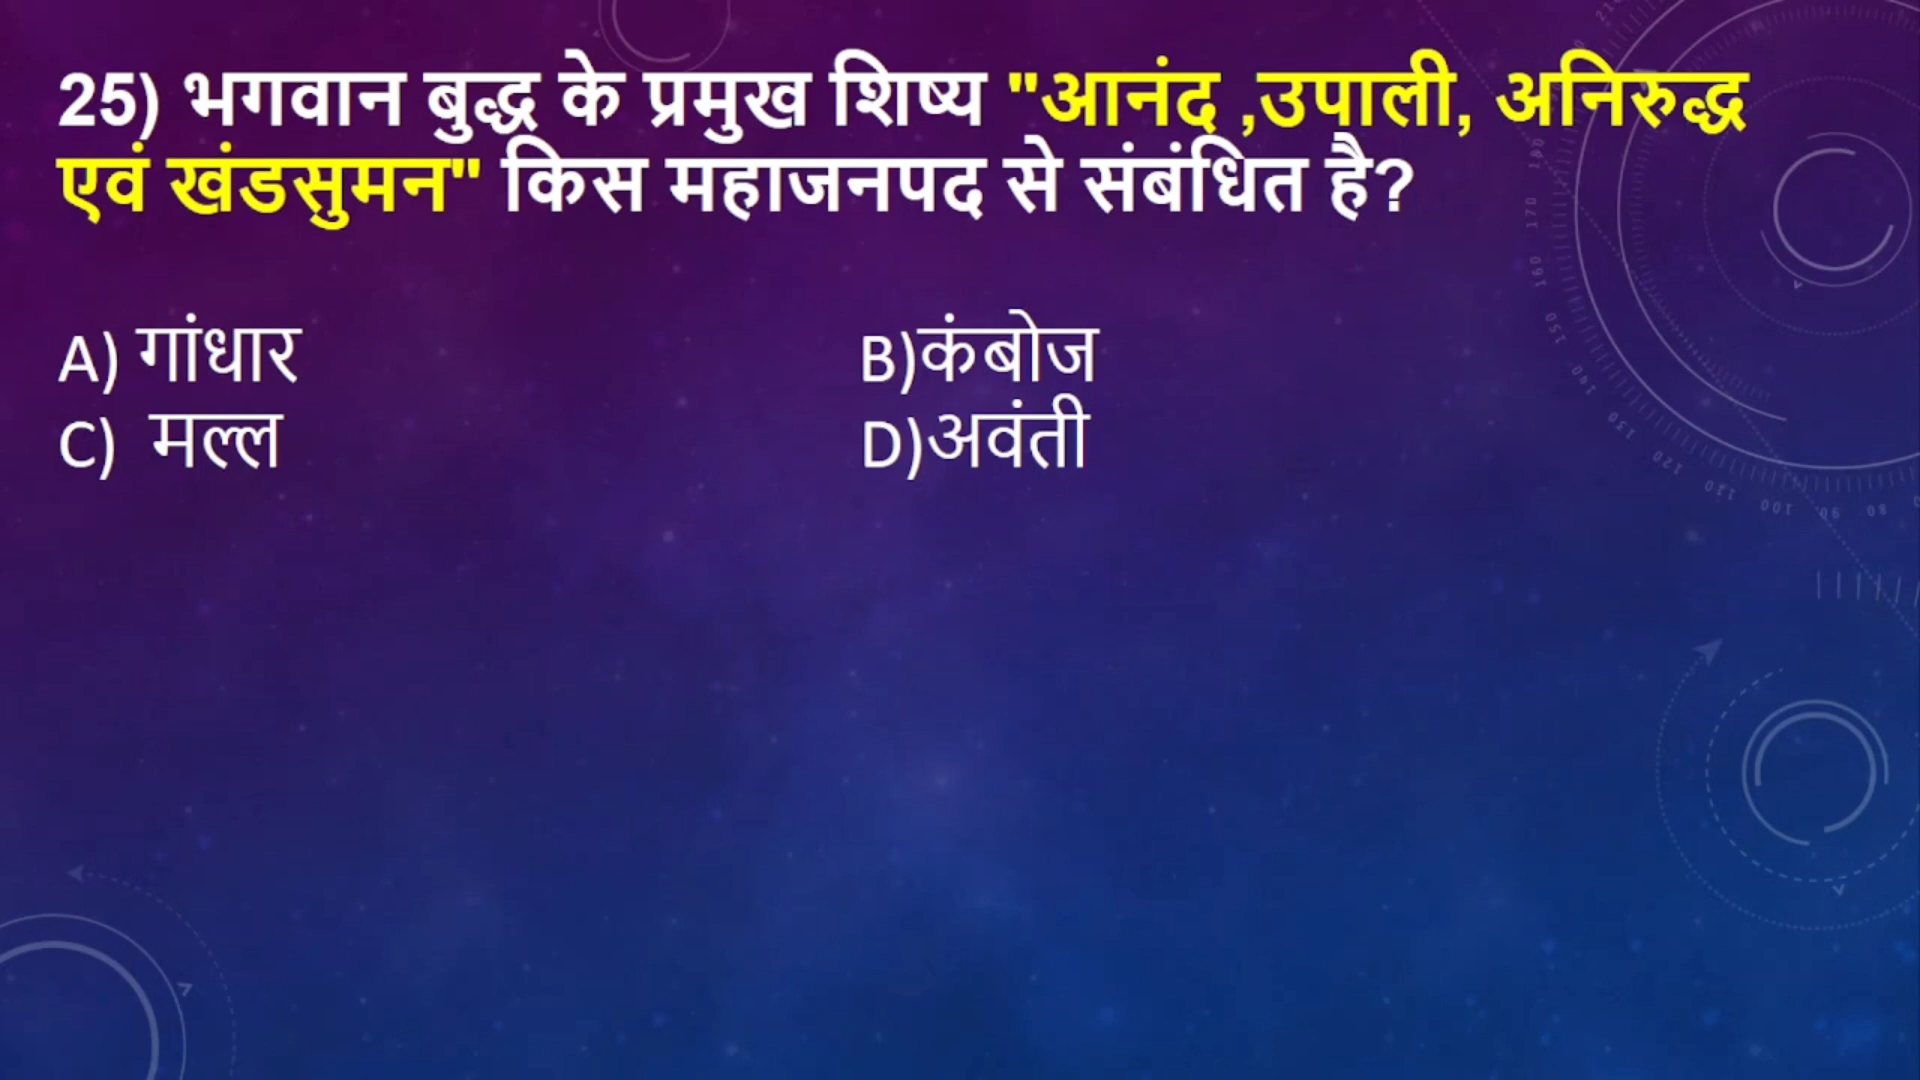 25) भगवान बुद्ध के प्रमुख शिष्य "आनंद ,उपाली, अनिरुद्ध
एवं खंडसुमन" किस महाजनपद से संबंधित है?
A) गांधार B)कंबोज
C) मल्ल D)अवंती